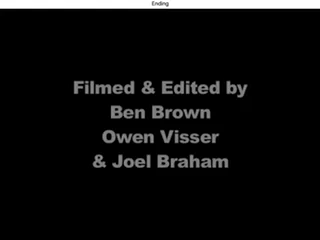 Ending
Filmed & Edited by
Ben Brown
Owen Visser
& Joel Braham